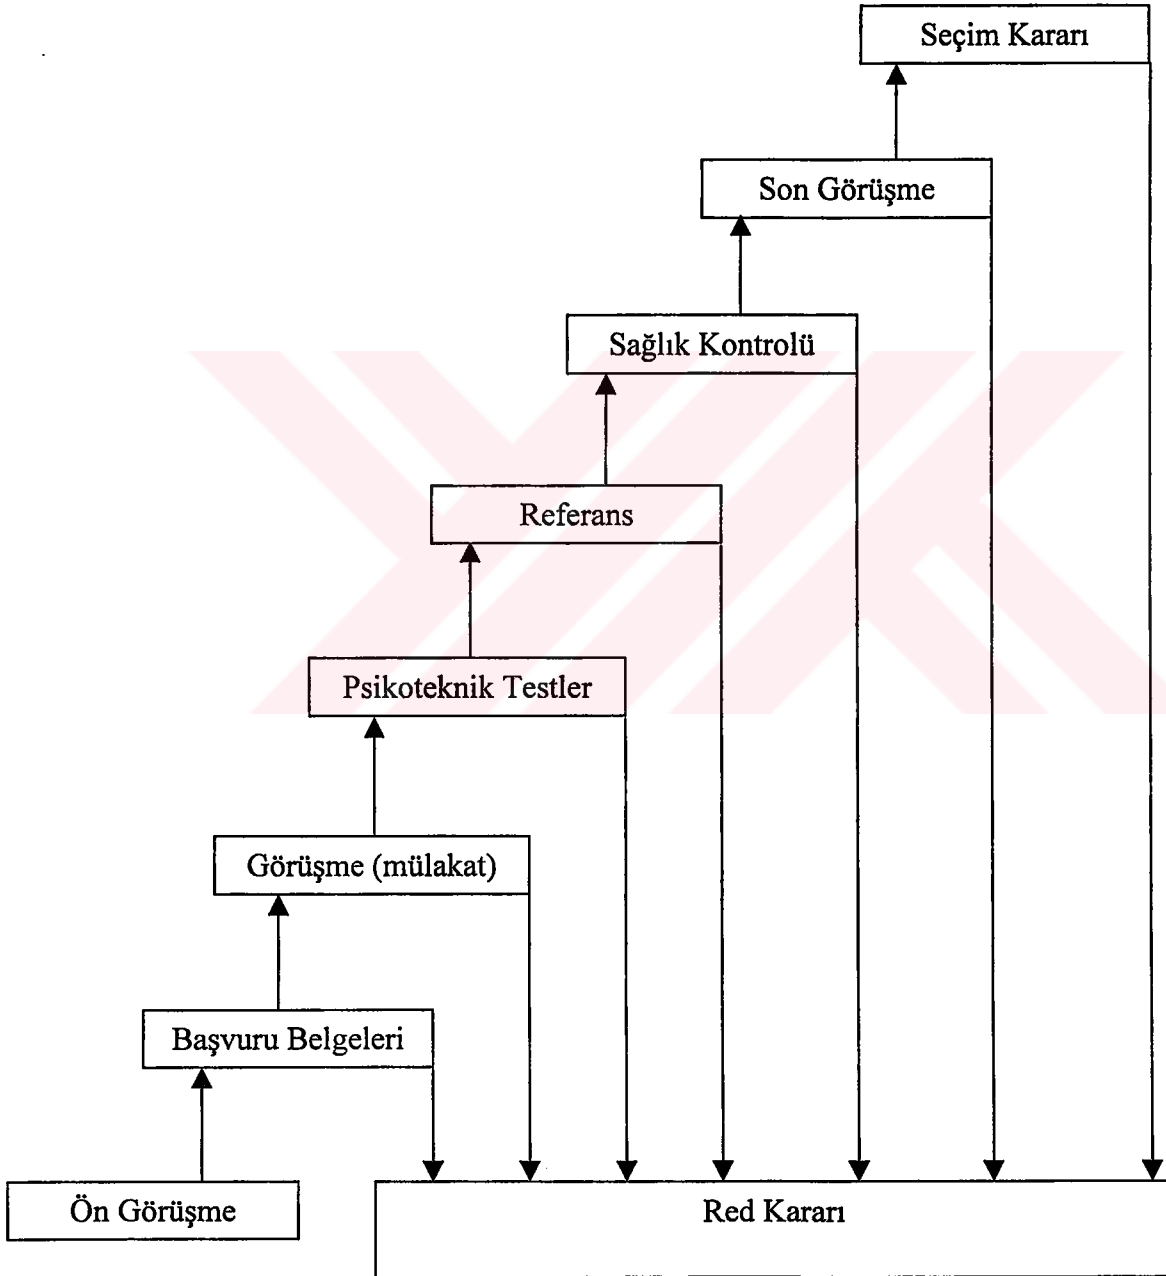 Seçim Kararı
Son Görüşme
Sağlık Kontrolü
Referans
Psikoteknik Testler
Görüşme (mülakat)
Başvuru Belgeleri
Ön Görüşme
Red Kararı